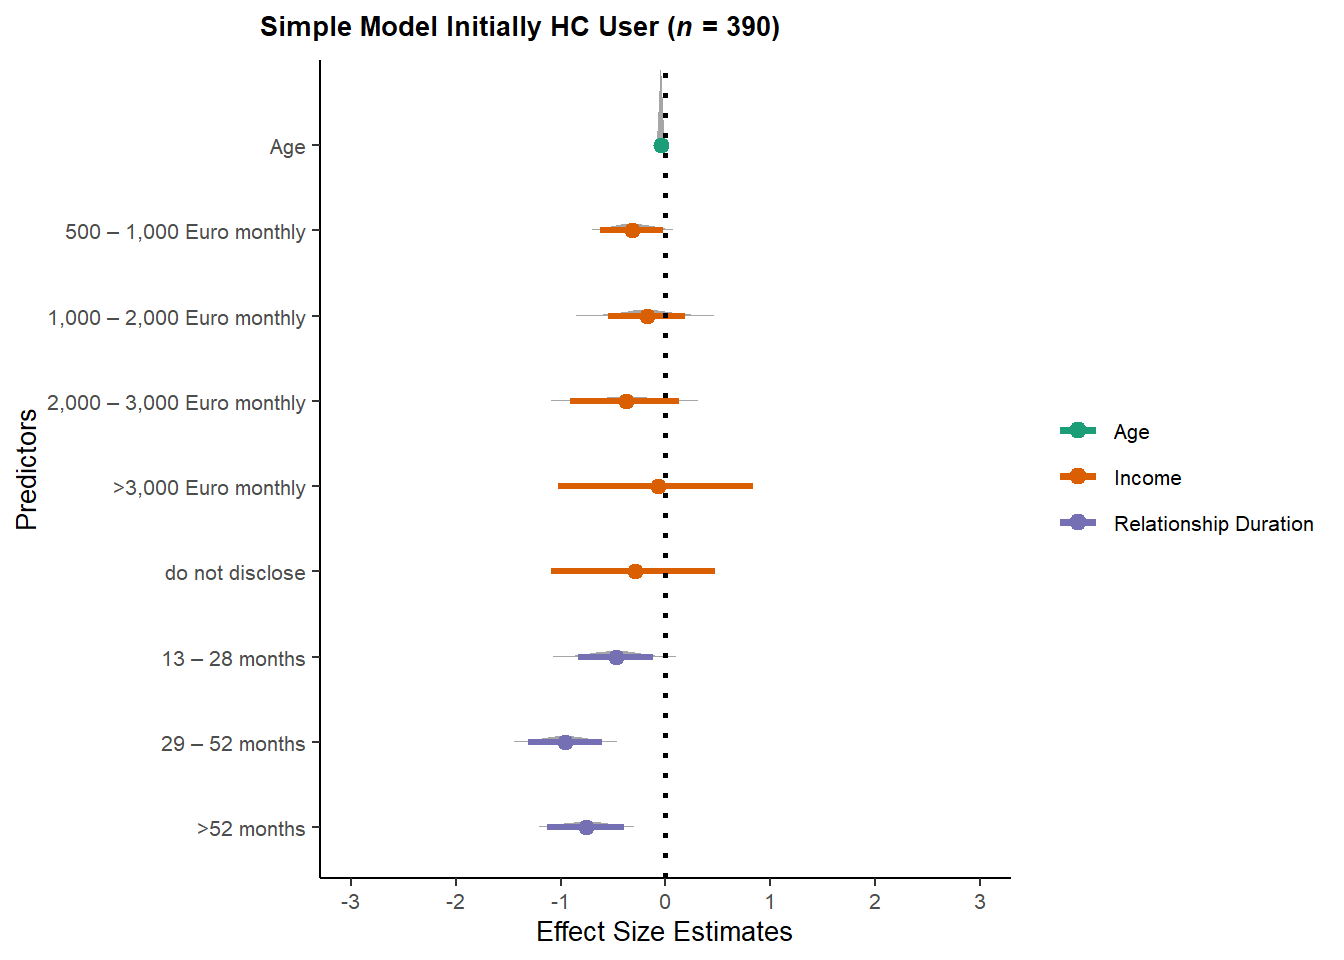 Simple Model Initially HC User (n = 390)
Age
500 – 1,000 Euro monthly
1,000 – 2,000 Euro monthly
2,000 – 3,000 Euro monthly
>3,000 Euro monthly
do not disclose
13 – 28 months
29 – 52 months
>52 months
Predictors
-3 -2 -1 0 1 2 3
Effect Size Estimates
Age
Income
Relationship Duration